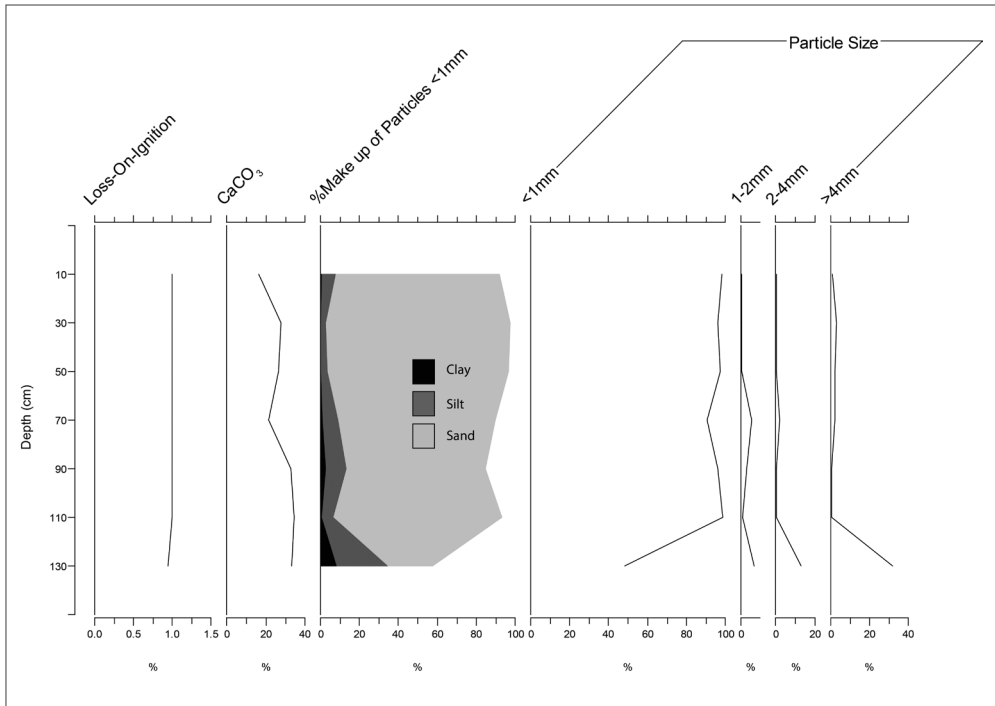 Particle Size
Loss-On-Ignition
CaCO3
%Make up of Particles <1mm
<1mm
1-2mm
2-4mm
>4mm
Depth (cm)
10
30
50
70
90
110
130
Clay
Silt
Sand
0.0 0.5 1.0 1.5 0 20 40 0 20 40 60 80 100 0 20 40 60 80 100 0 0 20 0 20 40
% % % % % % %